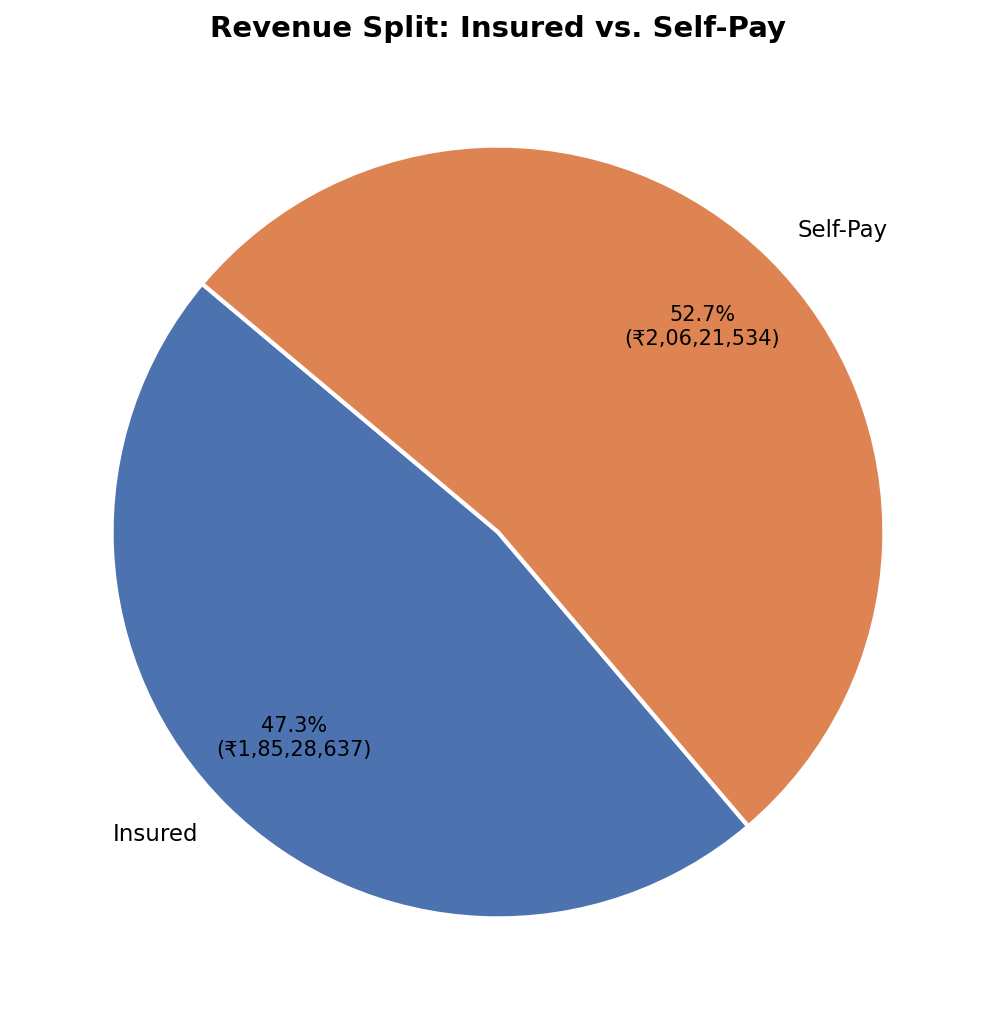 Revenue Split: Insured vs. Self-Pay
Self-Pay
52.7%
(₹2,06,21,534)
47.3%
(₹1,85,28,637)
Insured